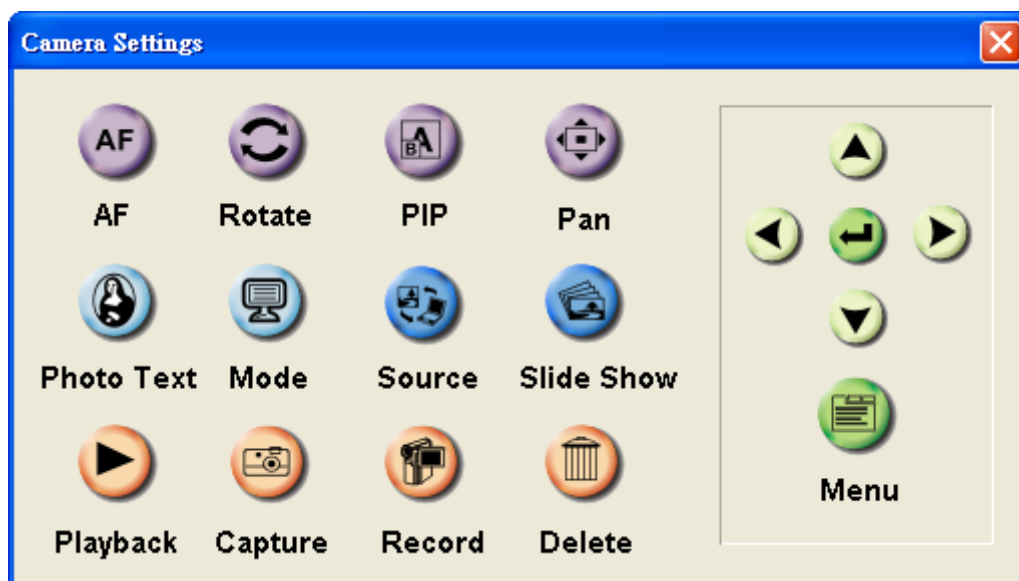 Camera Settings
AF
AF Rotate PIP Pan
Photo Text Mode Source Slide Show
Playback Capture Record Delete
Menu